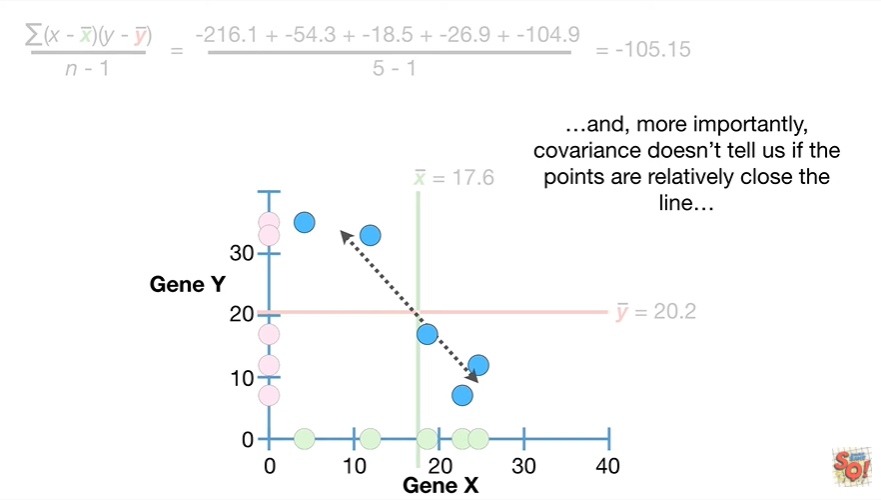 ∑(x - x̅)(y - y̅)
n - 1
=
-216.1 + -54.3 + -18.5 + -26.9 + -104.9
5 - 1
= -105.15
…and, more importantly,
covariance doesn’t tell us if the
points are relatively close the
line…
x̅ = 17.6
30
Gene Y
20
y̅ = 20.2
10
0
0 10 20 30 40
Gene X
SQ!